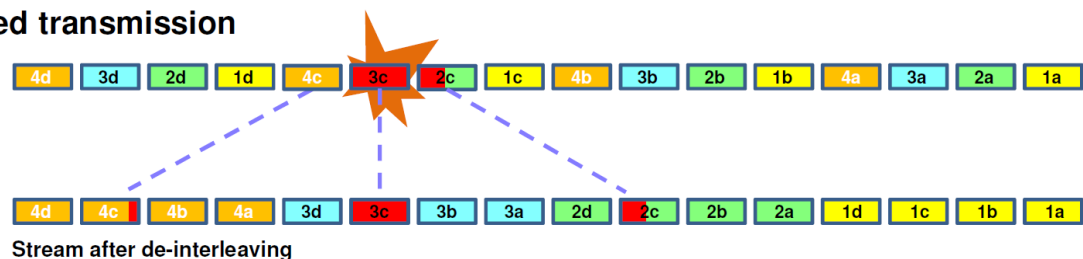 ed transmission
4d 3d 2d 1d 4c 3c 2c 1c 4b 3b 2b 1b 4a 3a 2a 1a
4d 4c 4b 4a 3d 3c 3b 3a 2d 2c 2b 2a 1d 1c 1b 1a
Stream after de-interleaving